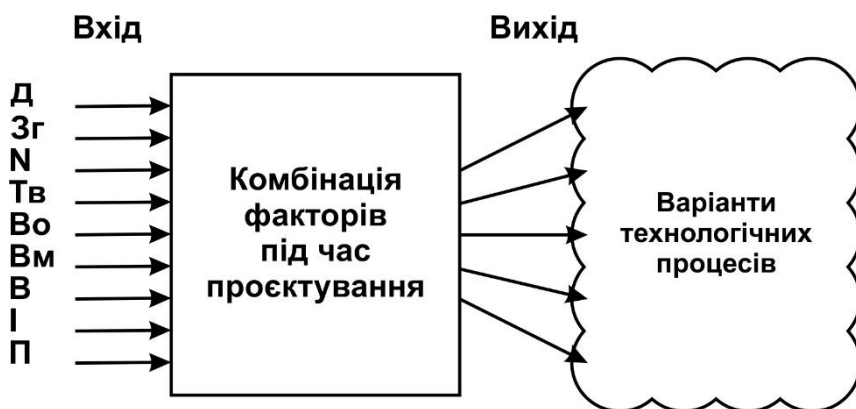 Вхід
Вихід
Д
Зг
N
Тв
Во
Вм
В
І
П
Комбінація
факторів
під час
проєктування
Варіанти
технологічних
процесів